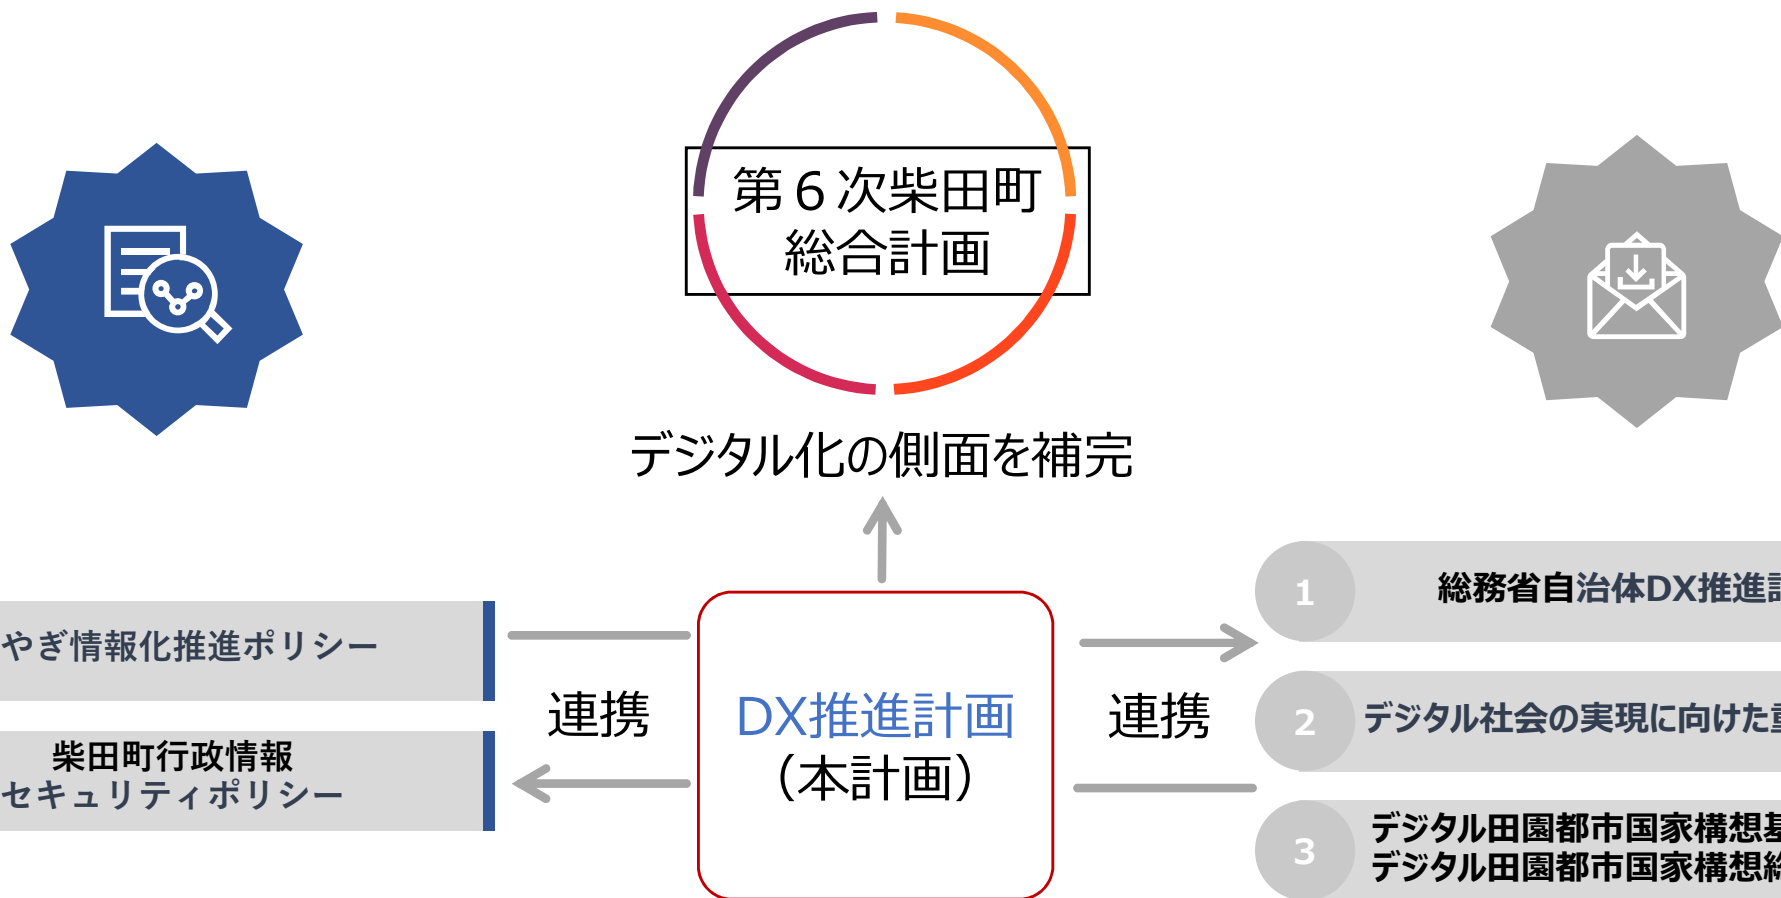 第６次柴田町
総合計画
デジタル化の側面を補完
やぎ情報化推進ポリシー
柴田町行政情報
セキュリティポリシー
連携
DX推進計画
（本計画）
連携
1
総務省自治体DX推進計
2
デジタル社会の実現に向けた重
3
デジタル田園都市国家構想基
デジタル田園都市国家構想総